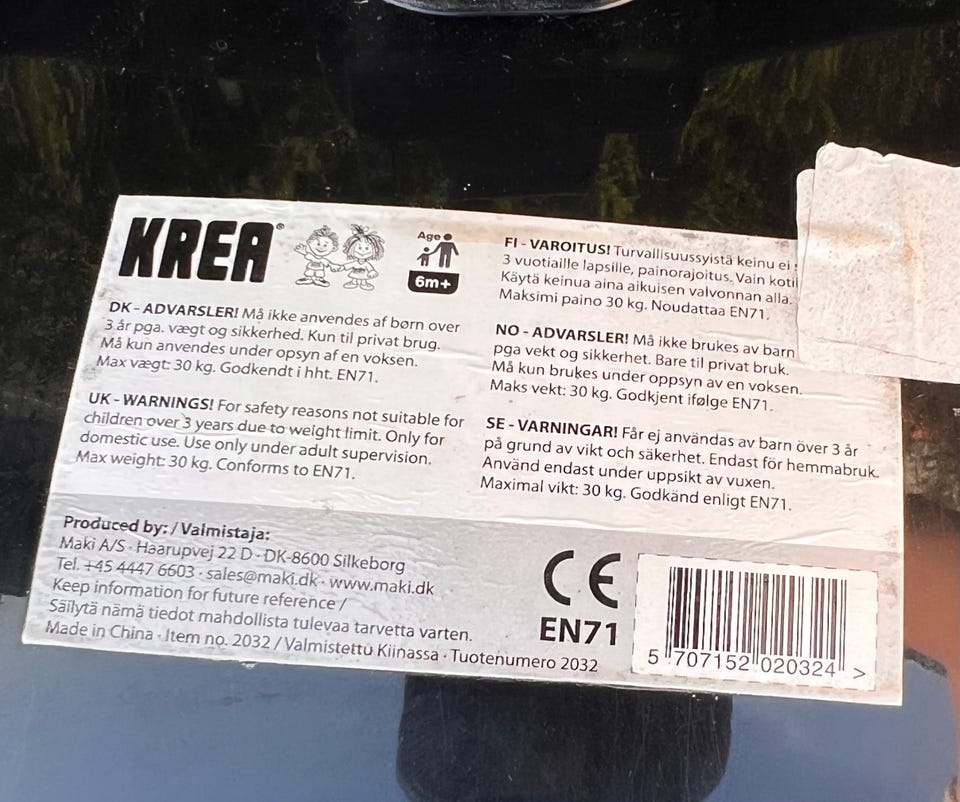 KREA®
Age
6m+
DK - ADVARSLER! Må ikke anvendes af børn over
3 år pga. vægt og sikkerhed. Kun til privat brug.
Må kun anvendes under opsyn af en voksen.
Max vægt: 30 kg. Godkendt i hht. EN71.
UK - WARNINGS! For safety reasons not suitable for
children over 3 years due to weight limit. Only for
domestic use. Use only under adult supervision.
Max weight: 30 kg. Conforms to EN71.
FI - VAROITUS! Turvallisuussyistä keinu ei
3 vuotiaille lapsille, painorajoitus. Vain koti
Käytä keinua aina aikuisen valvonnan alla.
Maksimi paino 30 kg. Noudattaa EN71.
NO - ADVARSLER! Må ikke brukes av barn
pga vekt og sikkerhet. Bare til privat bruk.
Må kun brukes under oppsyn av en voksen.
Maks vekt: 30 kg. Godkjent ifølge EN71.
SE - VARNINGAR! Får ej användas av barn över 3 år
på grund av vikt och säkerhet. Endast för hemmabruk.
Använd endast under uppsikt av vuxen.
Maximal vikt: 30 kg. Godkänd enligt EN71.
Produced by: / Valmistaja:
Maki A/S · Haarupvej 22 D · DK-8600 Silkeborg
Tel. +45 4447 6603 · sales@maki.dk · www.maki.dk
Keep information for future reference /
Säilytä nämä tiedot mahdollista tulevaa tarvetta varten.
Made in China · Item no. 2032 / Valmistettu Kiinassa · Tuotenumero 2032
CE
EN71
5 707152 020324 >